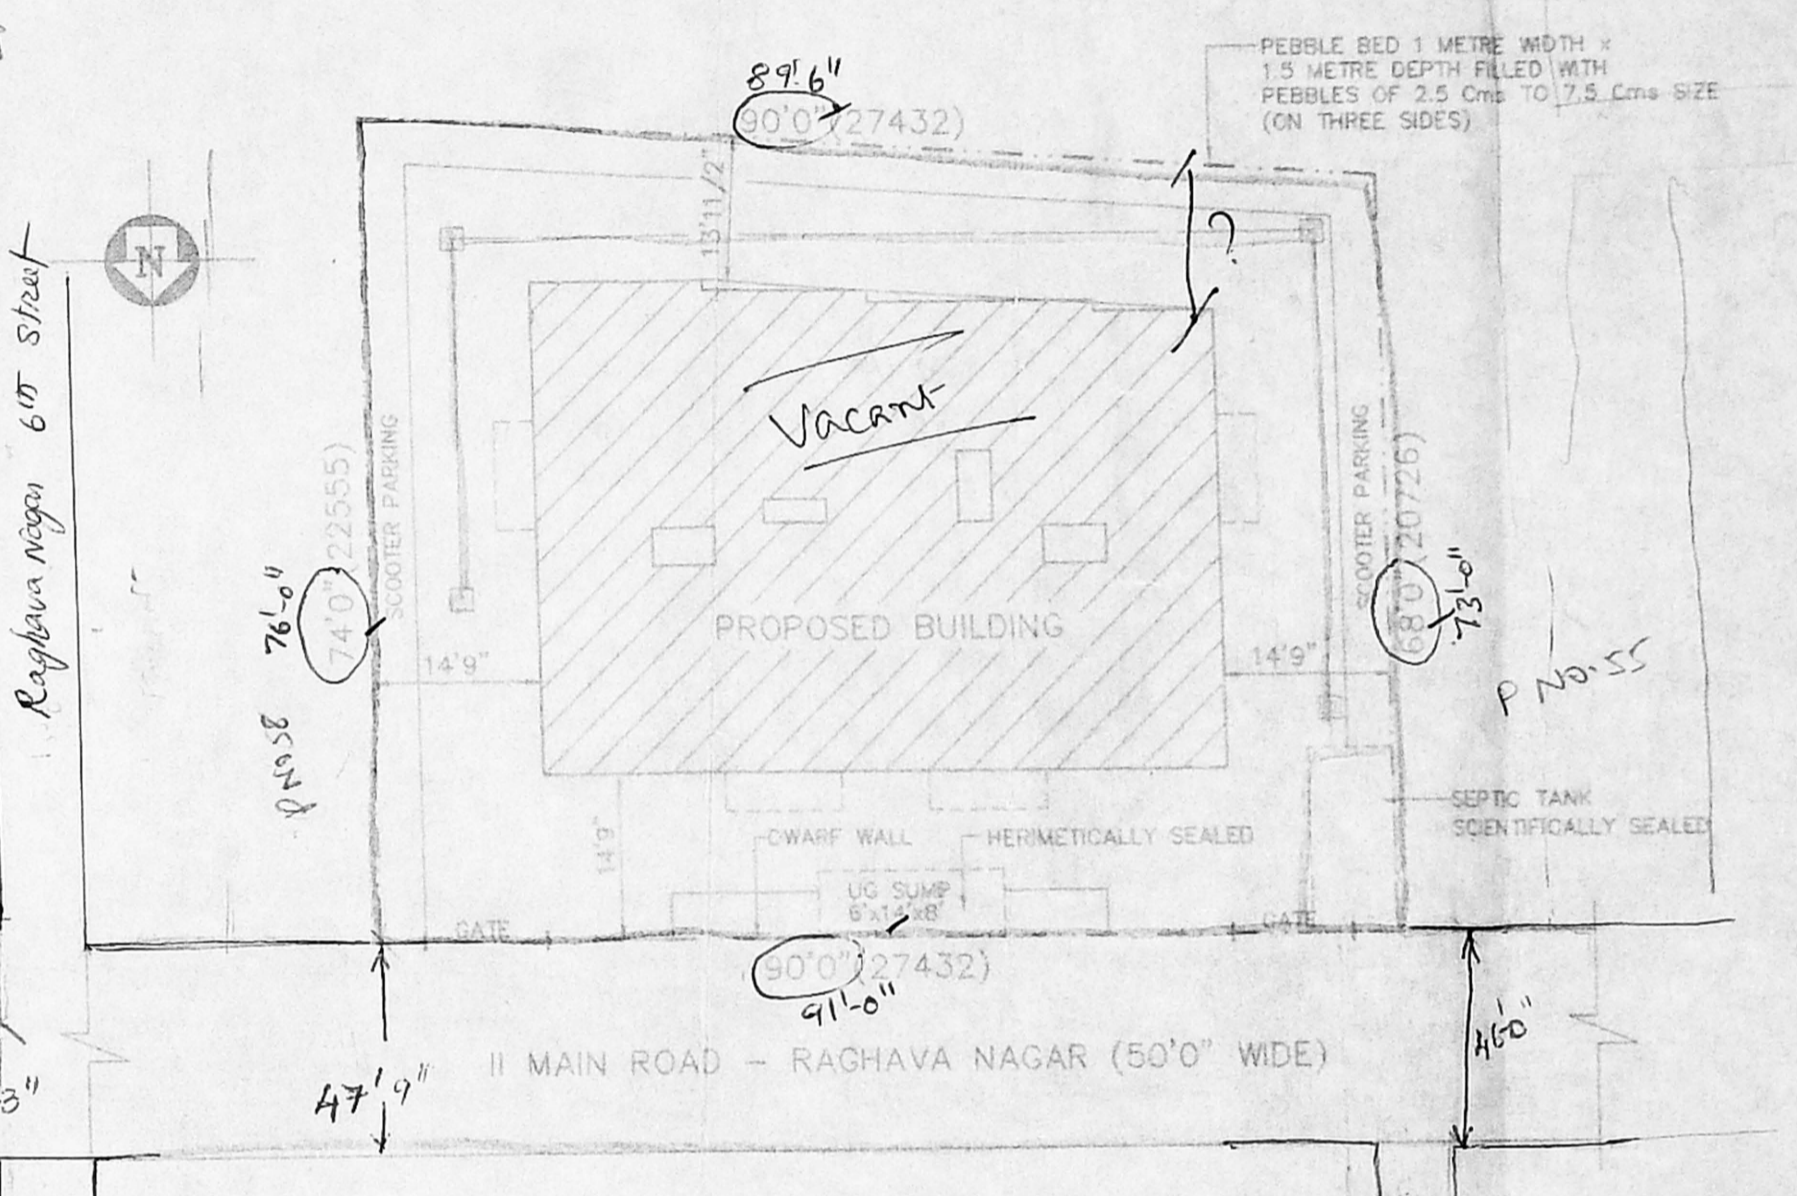 89'.6"
90'0" (27432)
PEBBLE BED 1 METRE WIDTH x
1.5 METRE DEPTH FILLED WITH
PEBBLES OF 2.5 Cms TO 7.5 Cms SIZE
(ON THREE SIDES)
N
13'11/2"
?
Vacant
Raghava Nagar 6th Street
SCOOTER PARKING
SCOOTER PARKING
74'0" (22555)
76'-0"
68'0" (20726)
73'-0"
PROPOSED BUILDING
14'9"
14'9"
P NO.55
P NO 58
14'9"
DWARF WALL
HERIMETICALLY SEALED
SEPTIC TANK
SCIENTIFICALLY SEALED
UG SUMP
6'x14'x8'
GATE
GATE
90'0" (27432)
91'-0"
II MAIN ROAD - RAGHAVA NAGAR (50'0" WIDE)
47'9"
46'-0"
3"